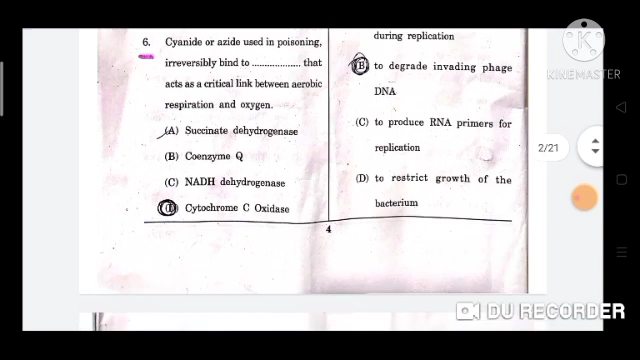 6. Cyanide or azide used in poisoning,
irreversibly bind to ................... that
acts as a critical link between aerobic
respiration and oxygen.
(A) Succinate dehydrogenase
(B) Coenzyme Q
(C) NADH dehydrogenase
(D) Cytochrome C Oxidase
during replication
(B) to degrade invading phage
DNA
(C) to produce RNA primers for
replication
(D) to restrict growth of the
bacterium
4
2/21
K
KINEMASTER
DU RECORDER